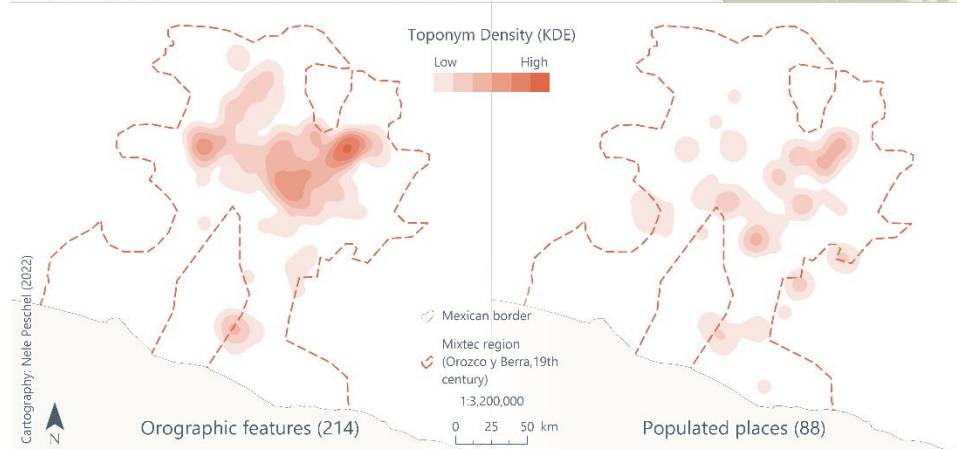 Toponym Density (KDE)
Low High
Mexican border
Mixtec region
(Orozco y Berra,19th
century)
1:3,200,000
0 25 50 km
Cartography: Nele Peschel (2022)
N
Orographic features (214)
Populated places (88)